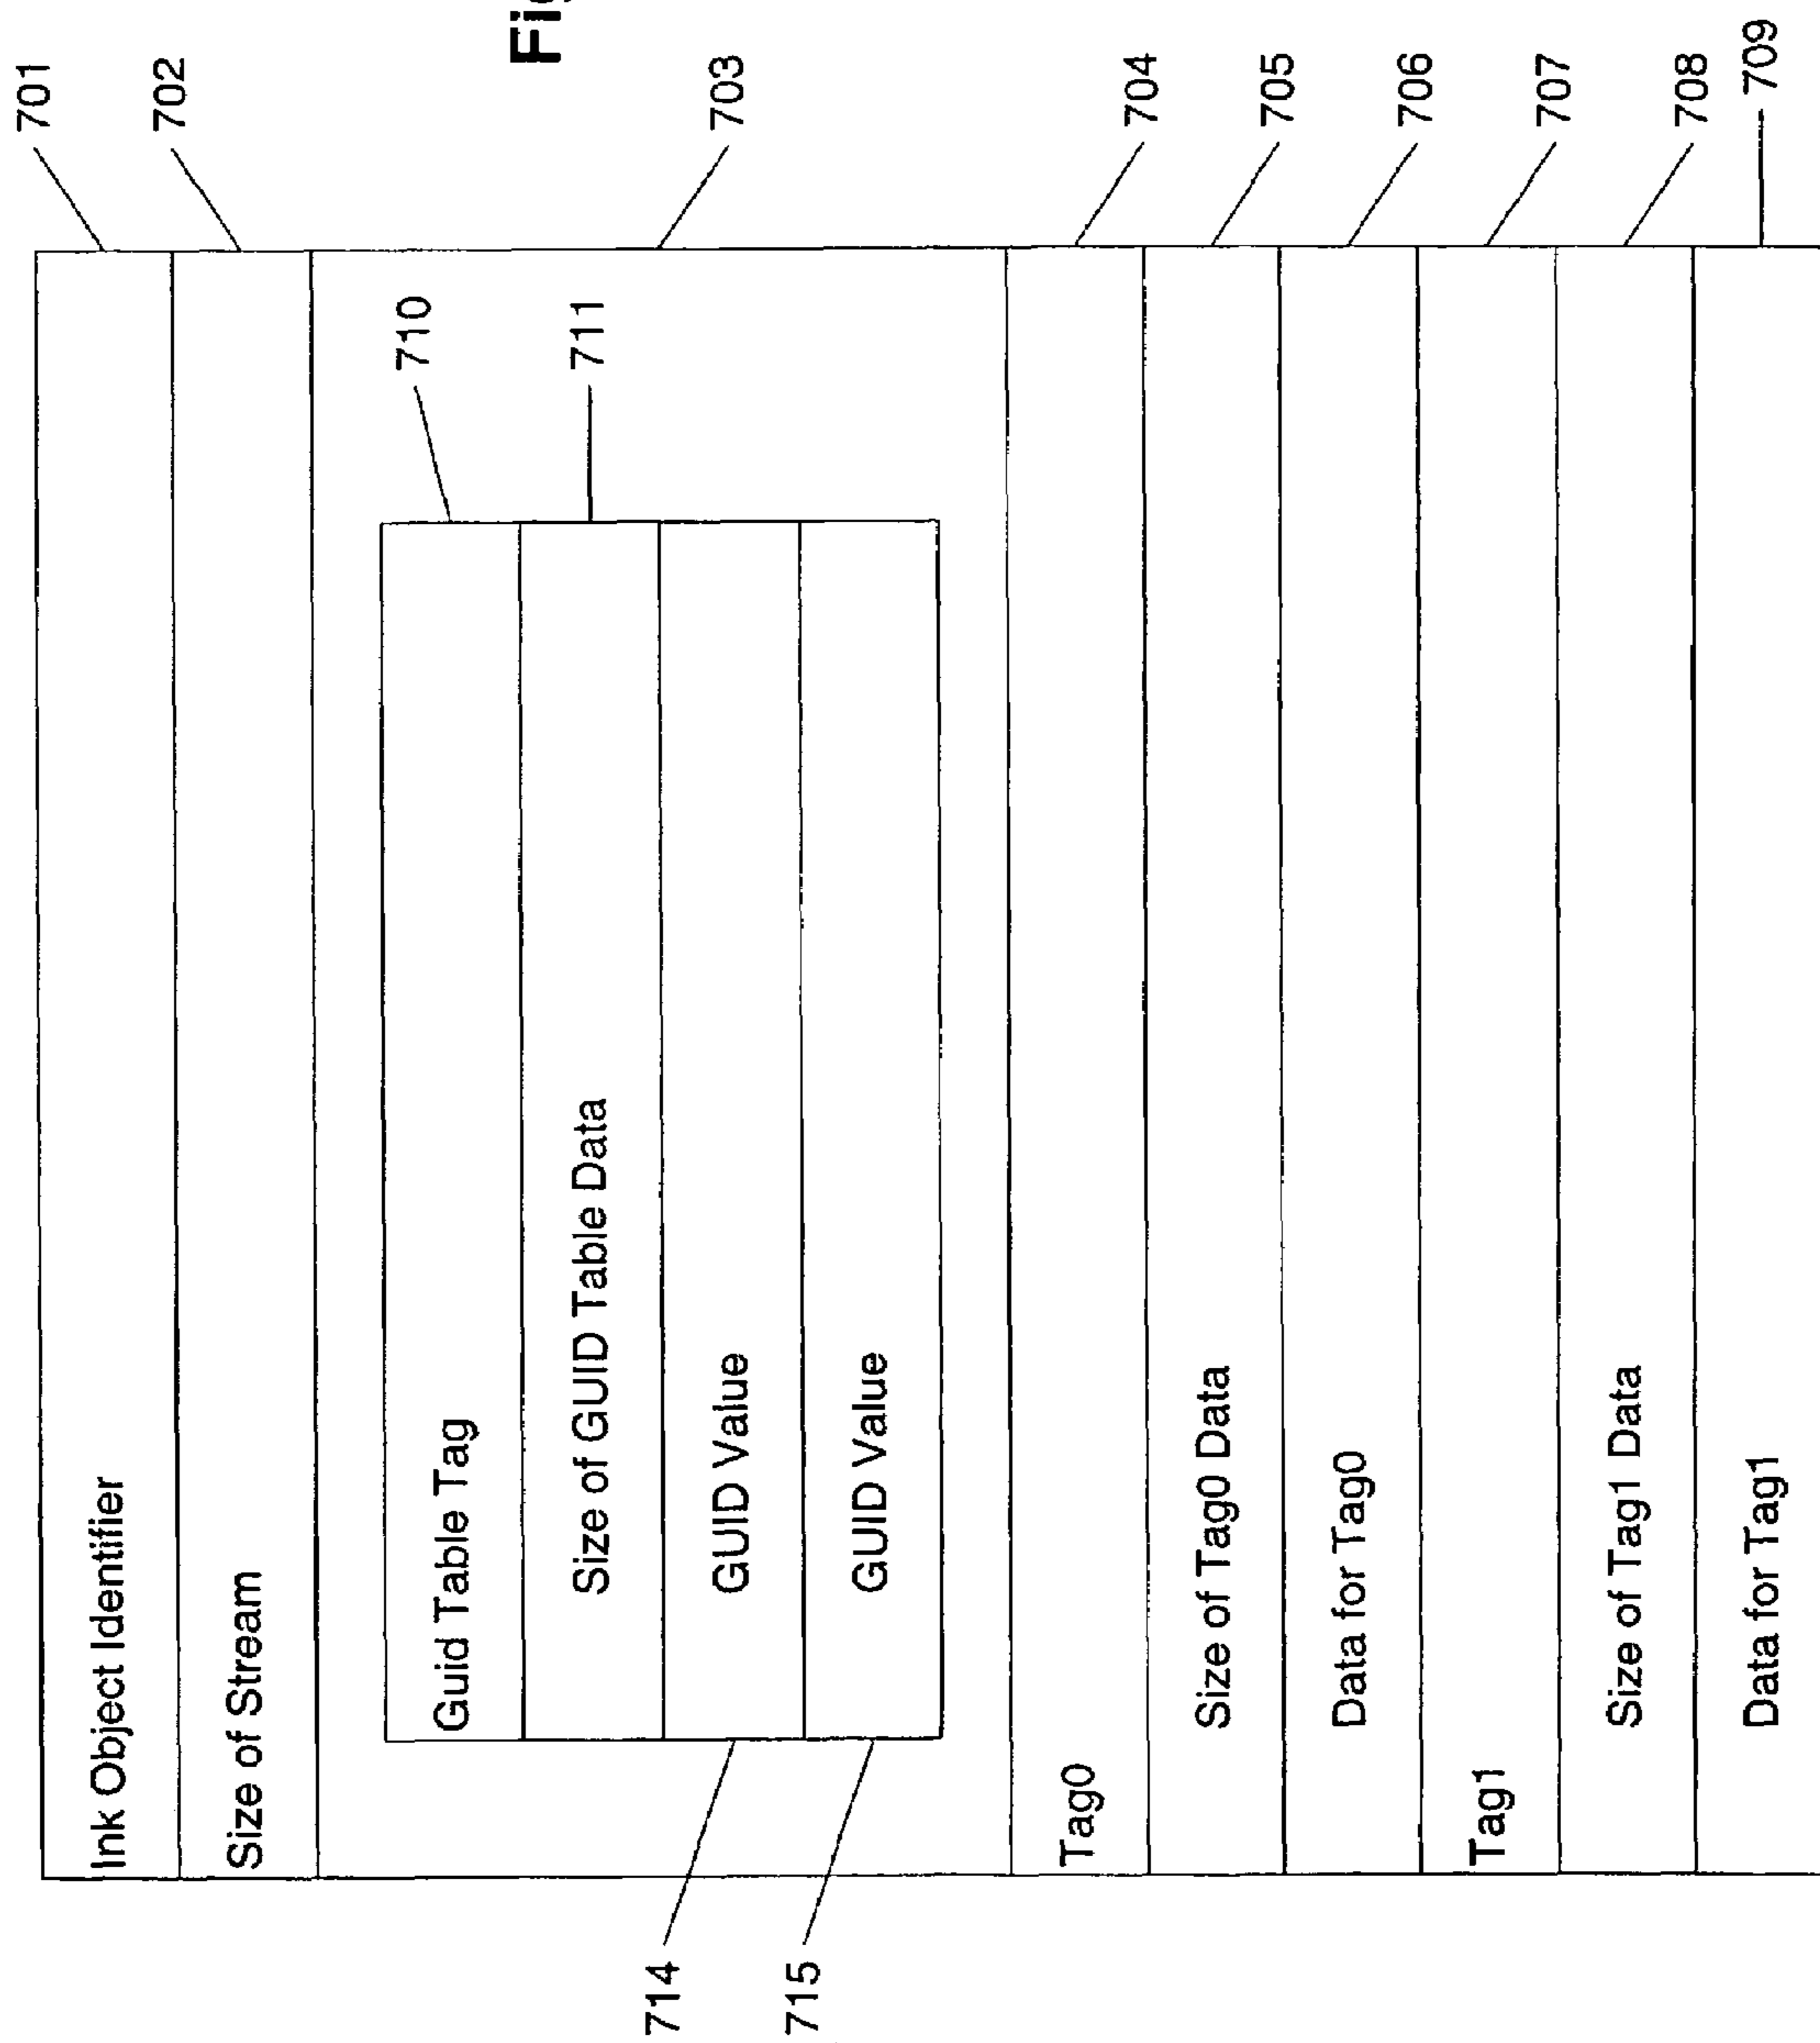 701
Ink Object Identifier
702
Size of Stream
703
710
Guid Table Tag
711
Size of GUID Table Data
714
GUID Value
715
GUID Value
704
Tag0
705
Size of Tag0 Data
706
Data for Tag0
707
Tag1
708
Size of Tag1 Data
709
Data for Tag1